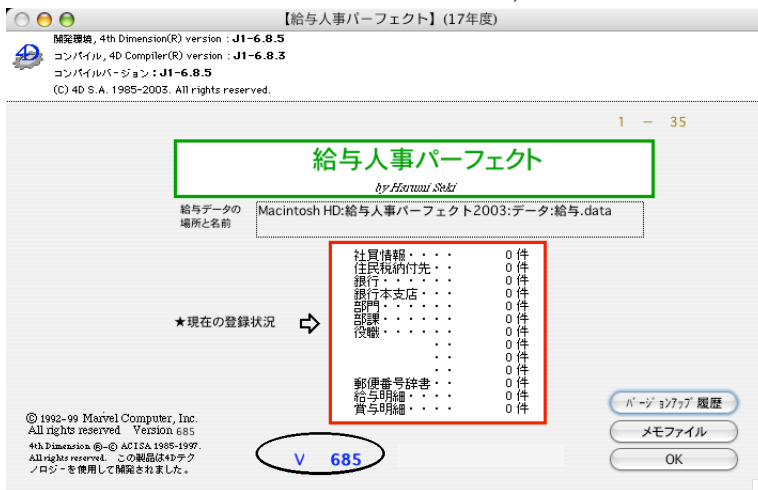 【給与人事パーフェクト】(17年度)
開発環境, 4th Dimension(R) version : J1-6.8.5
コンパイル, 4D Compiler(R) version : J1-6.8.3
コンパイルバージョン : J1-6.8.5
(C) 4D S.A. 1985-2003. All rights reserved.
1 － 35
給与人事パーフェクト
by Harumi Seki
給与データの
場所と名前
Macintosh HD:給与人事パーフェクト2003:データ:給与.data
社員情報・・・・ 0 件
住民税納付先・・ 0 件
銀行・・・・・・ 0 件
銀行本支店・・・ 0 件
部門・・・・・・ 0 件
部課・・・・・・ 0 件
役職・・・・・・ 0 件
・・ 0 件
・・ 0 件
・・ 0 件
郵便番号辞書・・ 0 件
給与明細・・・・ 0 件
賞与明細・・・・ 0 件
★現在の登録状況
バージョンアップ履歴
メモファイル
OK
© 1992-99 Marvel Computer, Inc.
All rights reserved Version 685
4th Dimension ®-© ACISA 1985-1997.
All rights reserved. この製品は4Dテク
ノロジーを使用して開発されました。
V 685